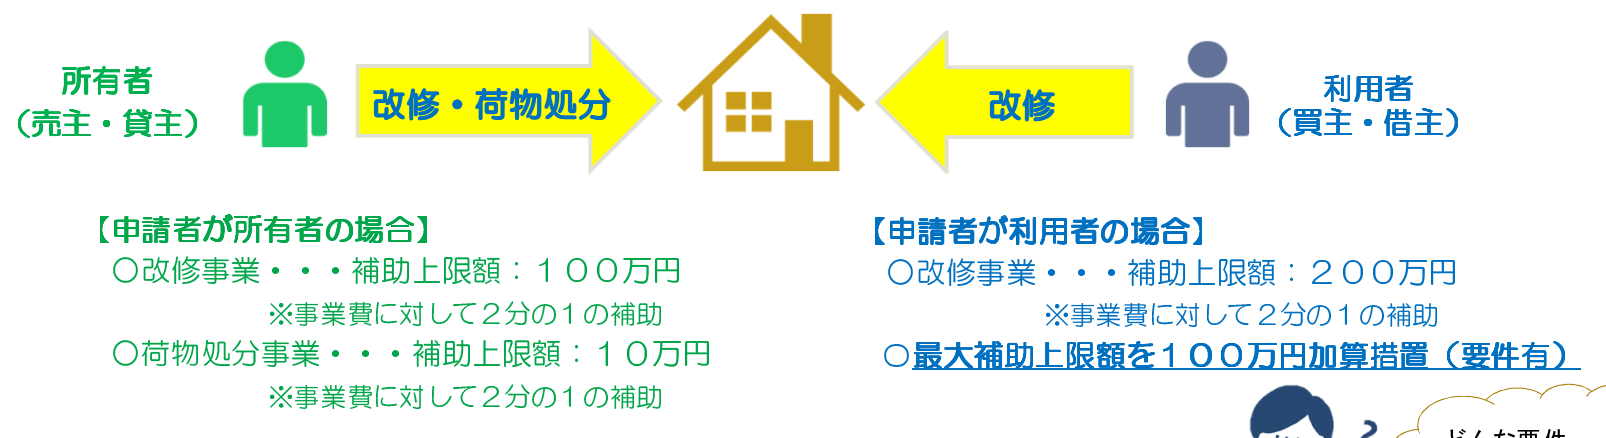 所有者
（売主・貸主）
改修・荷物処分
改修
利用者
（買主・借主）
【申請者が所有者の場合】
〇改修事業・・・補助上限額：１００万円
※事業費に対して２分の１の補助
〇荷物処分事業・・・補助上限額：１０万円
※事業費に対して２分の１の補助
【申請者が利用者の場合】
〇改修事業・・・補助上限額：２００万円
※事業費に対して２分の１の補助
〇最大補助上限額を１００万円加算措置（要件有）
どんな要件